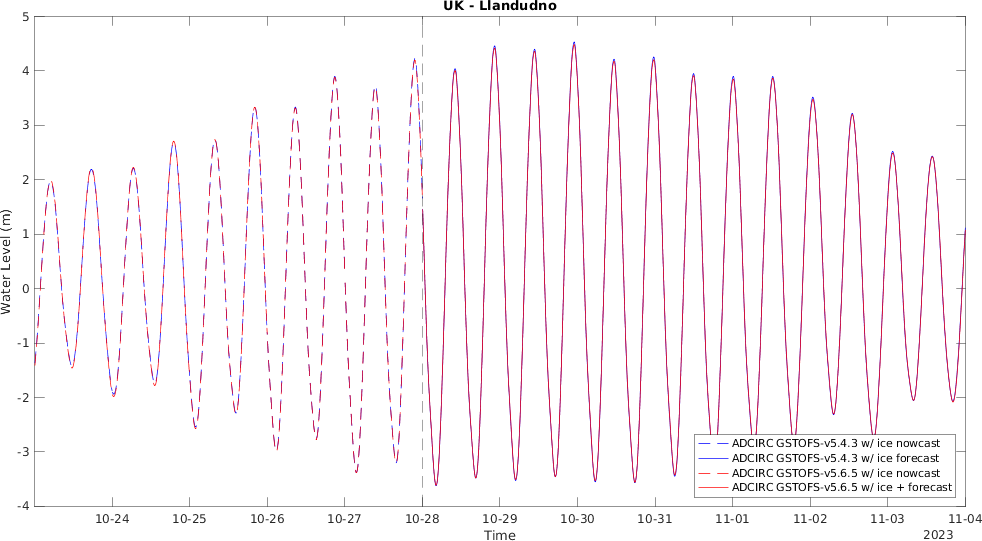 UK - Llandudno
5
4
3
2
1
0
-1
-2
-3
-4
Water Level (m)
ADCIRC GSTOFS-v5.4.3 w/ ice nowcast
ADCIRC GSTOFS-v5.4.3 w/ ice forecast
ADCIRC GSTOFS-v5.6.5 w/ ice nowcast
ADCIRC GSTOFS-v5.6.5 w/ ice + forecast
10-24 10-25 10-26 10-27 10-28 10-29 10-30 10-31 11-01 11-02 11-03 11-04
Time
2023